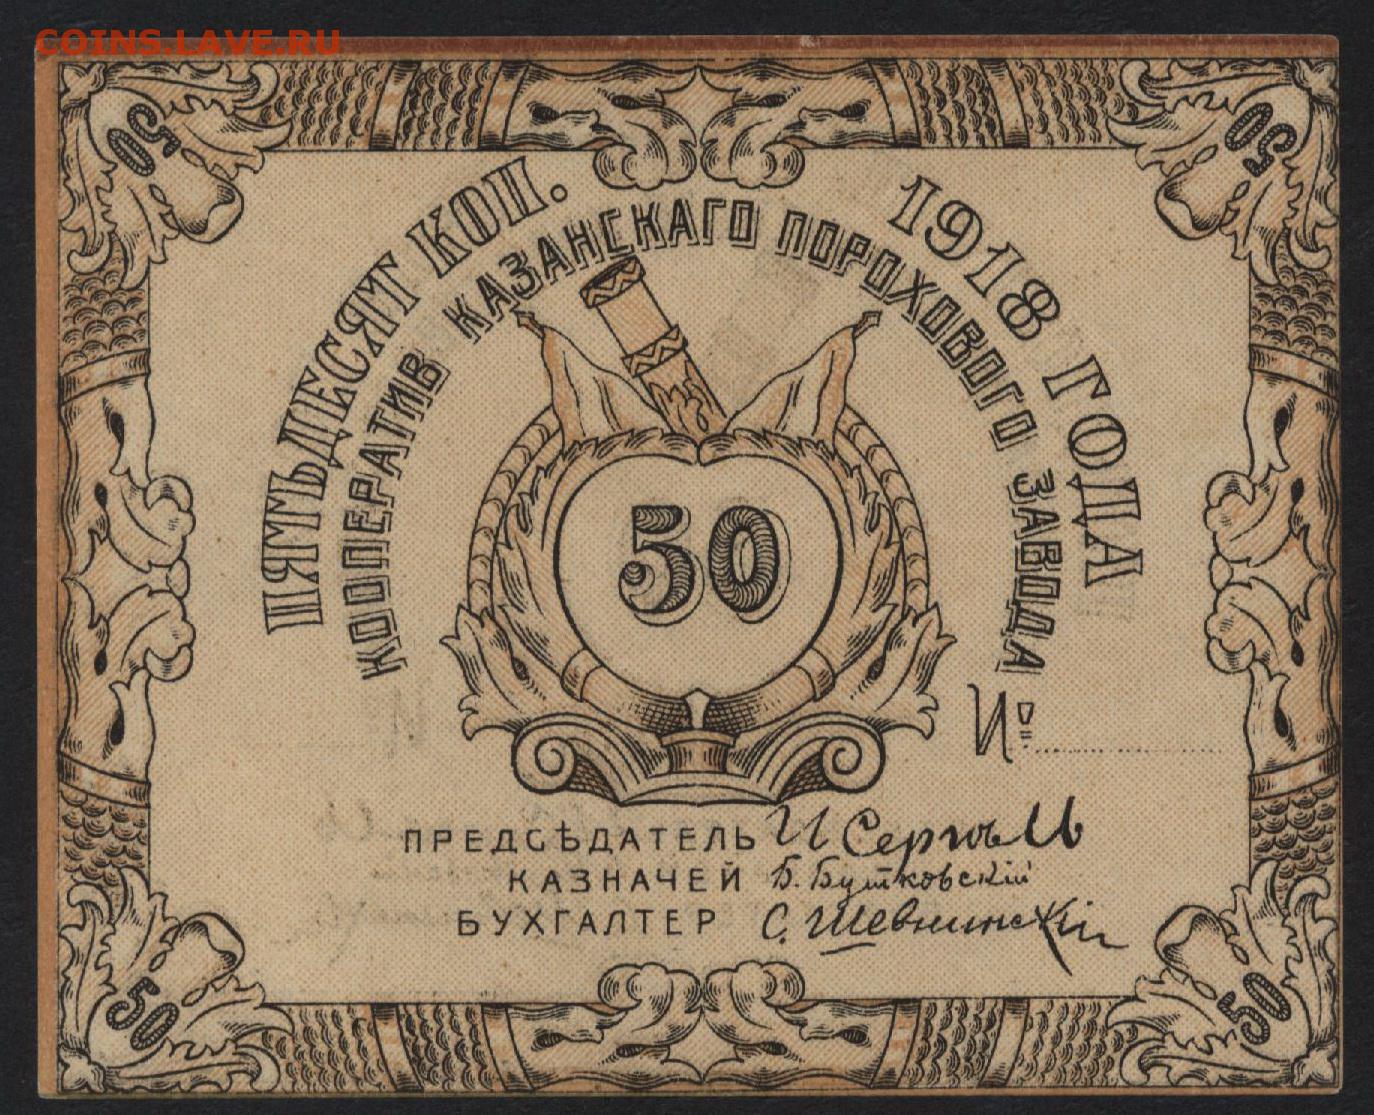 COINS.LAVE.RU
50
50
ПЯТЬДЕСЯТ КОП. 1918 ГОДА
КООПЕРАТИВ КАЗАНСКАГО ПОРОХОВОГО ЗАВОДА
50
№
ПРЕДСѢДАТЕЛЬ И
КАЗНАЧЕЙ Б. Бутковскій
БУХГАЛТЕР С.
50
50